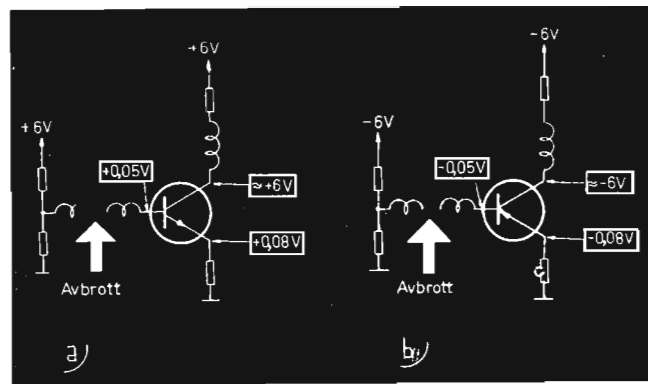 +6V
+6V
+0,05V
≈+6V
+0,08V
Avbrott
a)
-6V
-6V
-0,05V
≈-6V
-0,08V
Avbrott
b)